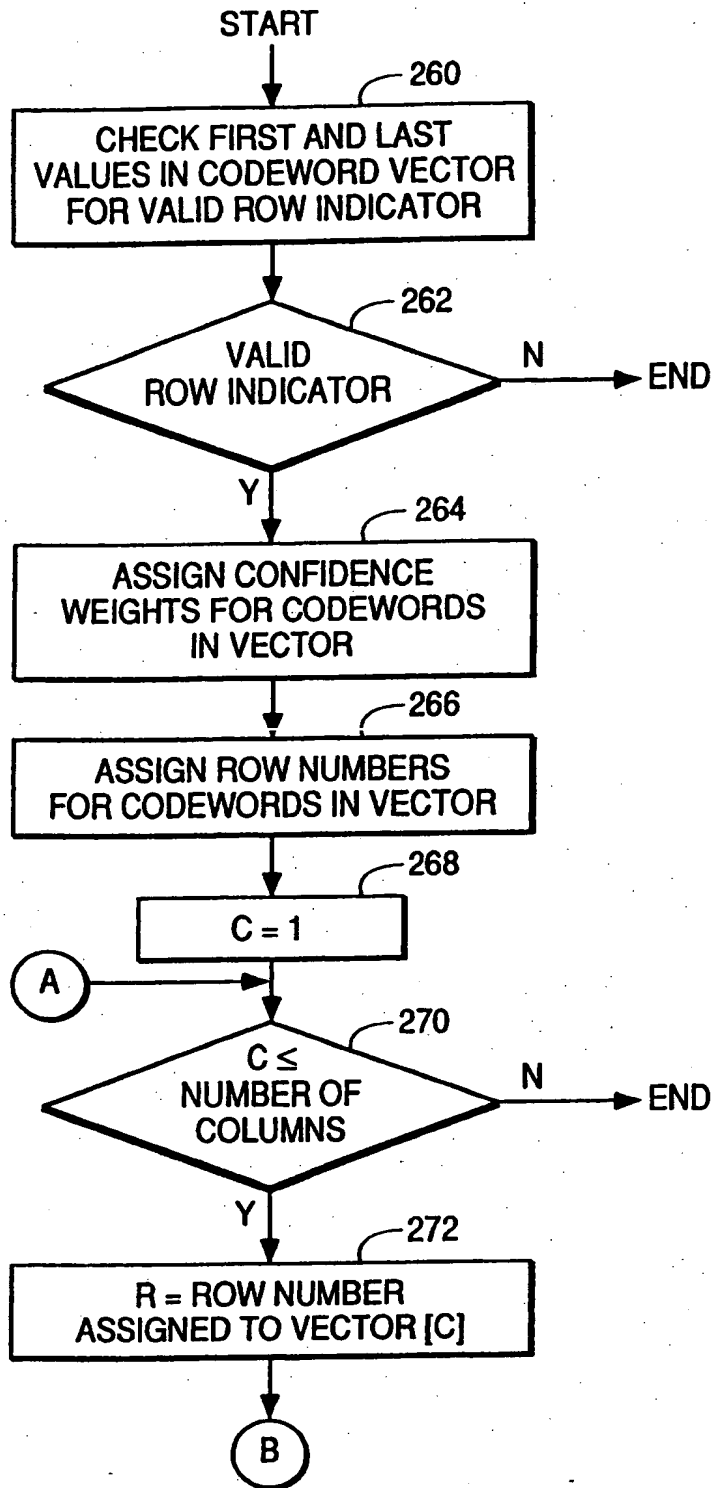 START
260
CHECK FIRST AND LAST
VALUES IN CODEWORD VECTOR
FOR VALID ROW INDICATOR
262
VALID
ROW INDICATOR
N
END
Y
264
ASSIGN CONFIDENCE
WEIGHTS FOR CODEWORDS
IN VECTOR
266
ASSIGN ROW NUMBERS
FOR CODEWORDS IN VECTOR
268
C = 1
A
270
C ≤
NUMBER OF
COLUMNS
N
END
Y
272
R = ROW NUMBER
ASSIGNED TO VECTOR [C]
B